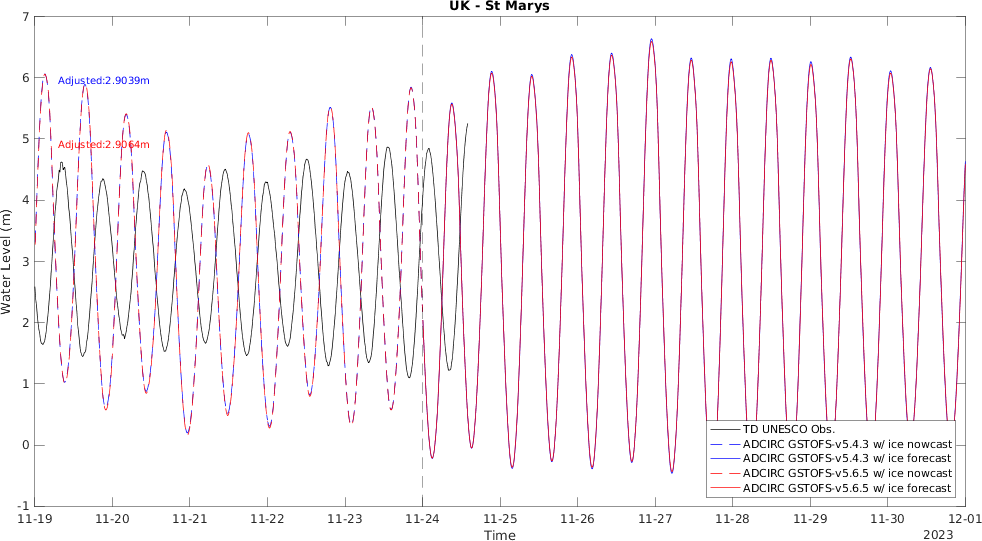 UK - St Marys
7
6
5
4
3
2
1
0
-1
Water Level (m)
Adjusted:2.9039m
Adjusted:2.9064m
TD UNESCO Obs.
ADCIRC GSTOFS-v5.4.3 w/ ice nowcast
ADCIRC GSTOFS-v5.4.3 w/ ice forecast
ADCIRC GSTOFS-v5.6.5 w/ ice nowcast
ADCIRC GSTOFS-v5.6.5 w/ ice forecast
11-19 11-20 11-21 11-22 11-23 11-24 11-25 11-26 11-27 11-28 11-29 11-30 12-01
Time
2023